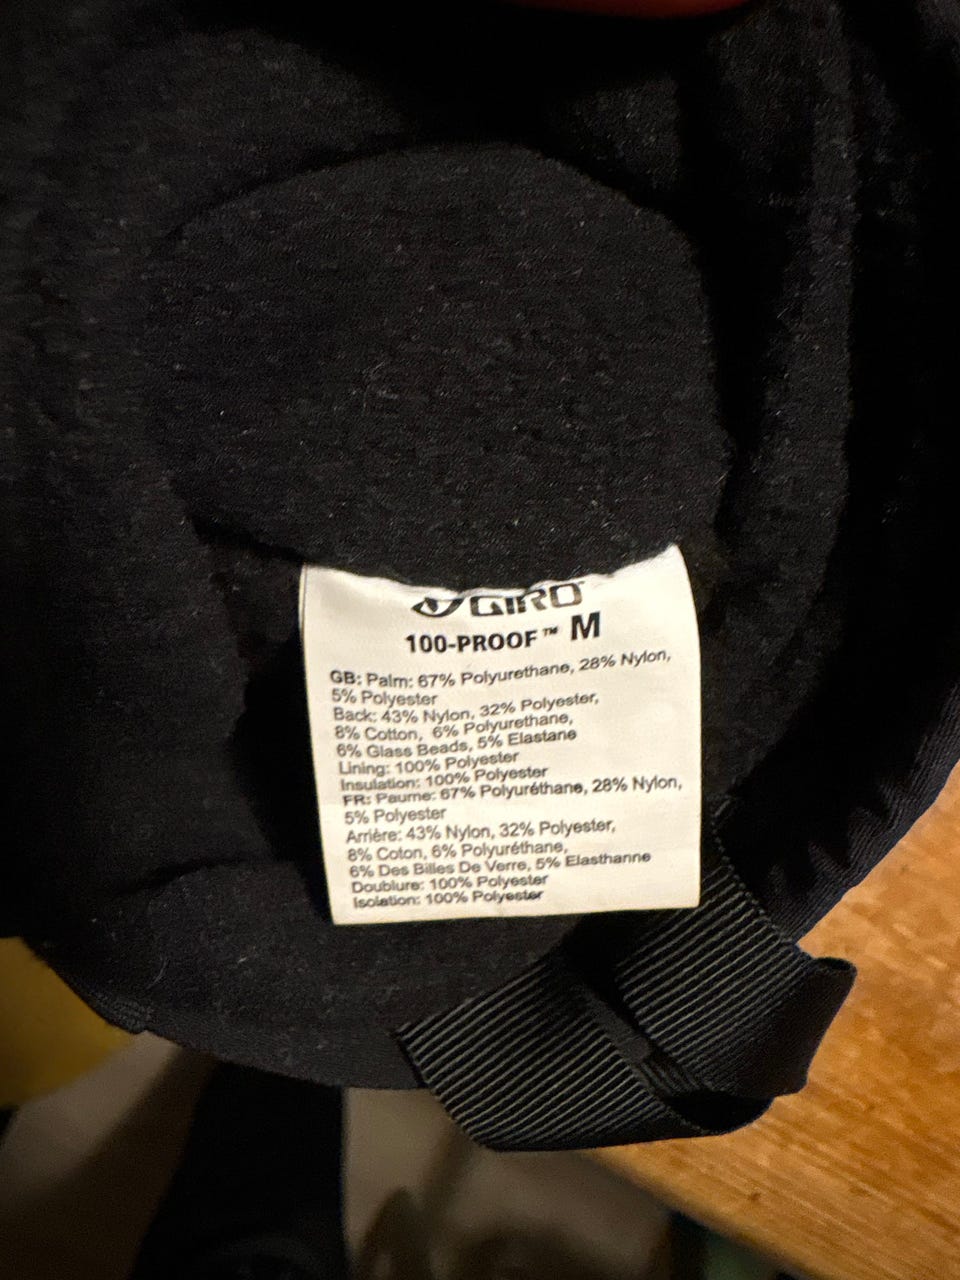 GIRO
100-PROOF™ M
GB: Palm: 67% Polyurethane, 28% Nylon,
5% Polyester
Back: 43% Nylon, 32% Polyester,
8% Cotton, 6% Polyurethane,
6% Glass Beads, 5% Elastane
Lining: 100% Polyester
Insulation: 100% Polyester
FR: Paume: 67% Polyuréthane, 28% Nylon,
5% Polyester
Arrière: 43% Nylon, 32% Polyester,
8% Coton, 6% Polyuréthane,
6% Des Billes De Verre, 5% Elasthanne
Doublure: 100% Polyester
Isolation: 100% Polyester